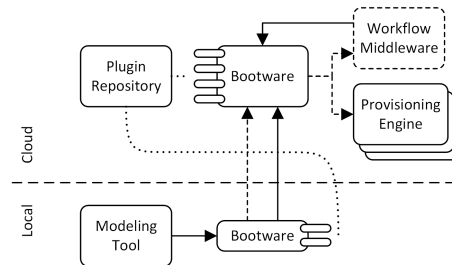 Workflow
Middleware
Plugin
Repository
Bootware
Provisioning
Engine
Cloud
Local
Modeling
Tool
Bootware